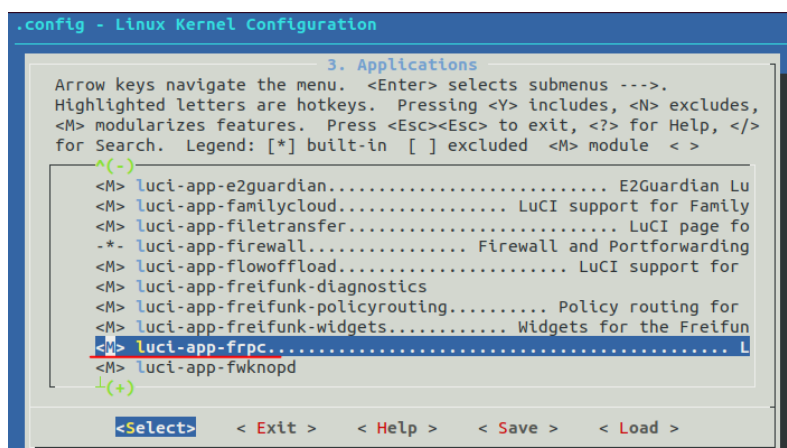 .config - Linux Kernel Configuration
3. Applications
Arrow keys navigate the menu.  <Enter> selects submenus --->.
Highlighted letters are hotkeys.  Pressing <Y> includes, <N> excludes,
<M> modularizes features.  Press <Esc><Esc> to exit, <?> for Help, </>
for Search.  Legend: [*] built-in  [ ] excluded  <M> module  < >
^(-)
<M> luci-app-e2guardian............................ E2Guardian Lu
<M> luci-app-familycloud................. LuCI support for Family
<M> luci-app-filetransfer........................... LuCI page fo
-*- luci-app-firewall................ Firewall and Portforwarding
<M> luci-app-flowoffload....................... LuCI support for
<M> luci-app-freifunk-diagnostics
<M> luci-app-freifunk-policyrouting.......... Policy routing for
<M> luci-app-freifunk-widgets............ Widgets for the Freifun
<M> luci-app-frpc.............................................. L
<M> luci-app-fwknopd
┴(+)
<Select>    < Exit >    < Help >    < Save >    < Load >